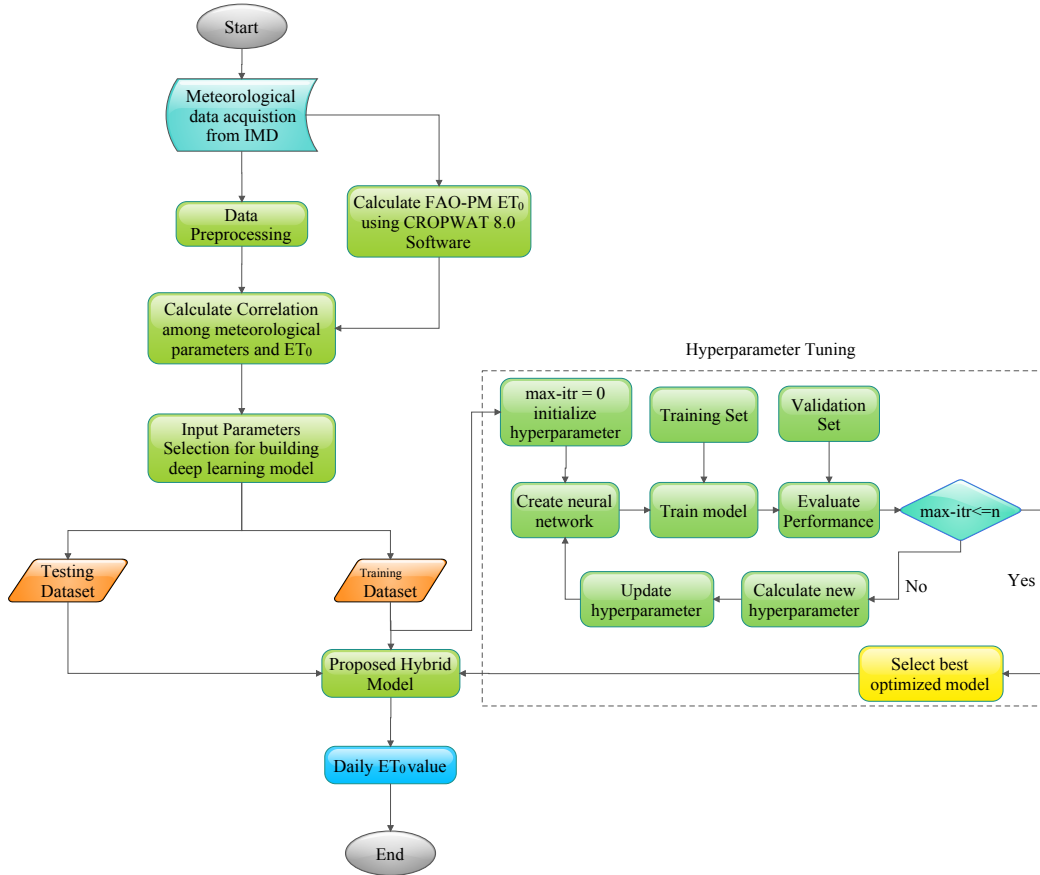 Start
Meteorological
data acquistion
from IMD
Data
Preprocessing
Calculate FAO-PM ET₀
using CROPWAT 8.0
Software
Calculate Correlation
among meteorological
parameters and ET₀
Input Parameters
Selection for building
deep learning model
Testing
Dataset
Training
Dataset
Hyperparameter Tuning
max-itr = 0
initialize
hyperparameter
Training Set
Validation
Set
Create neural
network
Train model
Evaluate
Performance
max-itr<=n
No
Yes
Calculate new
hyperparameter
Update
hyperparameter
Select best
optimized model
Proposed Hybrid
Model
Daily ET₀ value
End